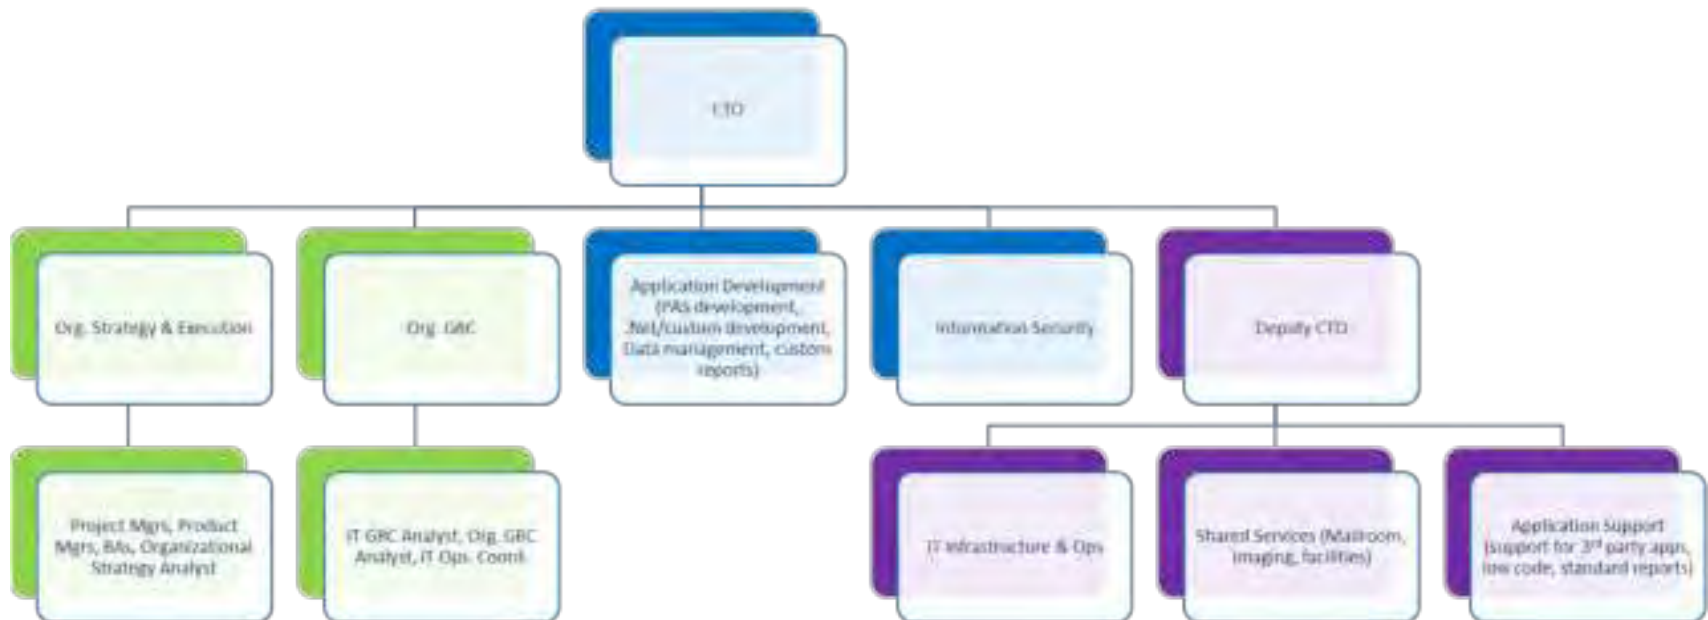 CTO
Org. Strategy & Execution
Org. GRC
Application Development
(PAS development,
.Net/custom development,
Data management, custom
reports)
Information Security
Deputy CTO
Project Mgrs, Product
Mgrs, BAs, Organizational
Strategy Analyst
IT GRC Analyst, Org. GRC
Analyst, IT Ops. Coord.
IT Infrastructure & Ops
Shared Services (Mailroom,
imaging, facilities)
Application Support
(support for 3rd party apps,
low code, standard reports)